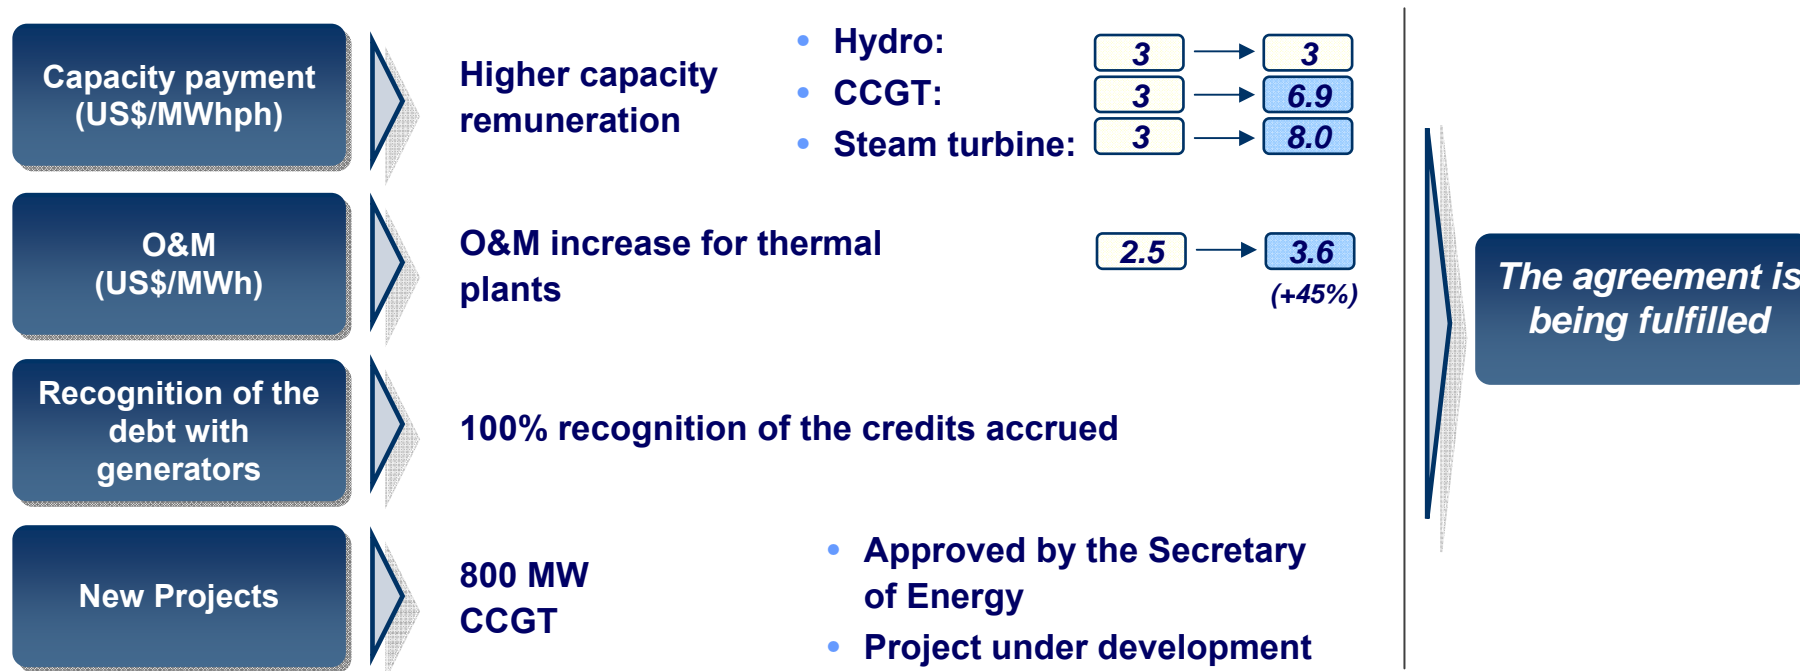 Capacity payment
(US$/MWhph)
Higher capacity
remuneration
• Hydro: 3 3
• CCGT: 3 6.9
• Steam turbine: 3 8.0
O&M
(US$/MWh)
O&M increase for thermal
plants
2.5 3.6
(+45%)
Recognition of the
debt with
generators
100% recognition of the credits accrued
New Projects
800 MW
CCGT
• Approved by the Secretary
of Energy
• Project under development
The agreement is
being fulfilled